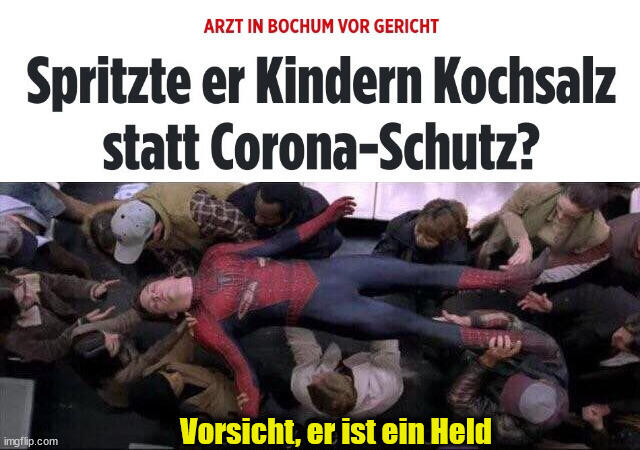 ARZT IN BOCHUM VOR GERICHT
Spritzte er Kindern Kochsalz
statt Corona-Schutz?
Vorsicht, er ist ein Held
imgflip.com